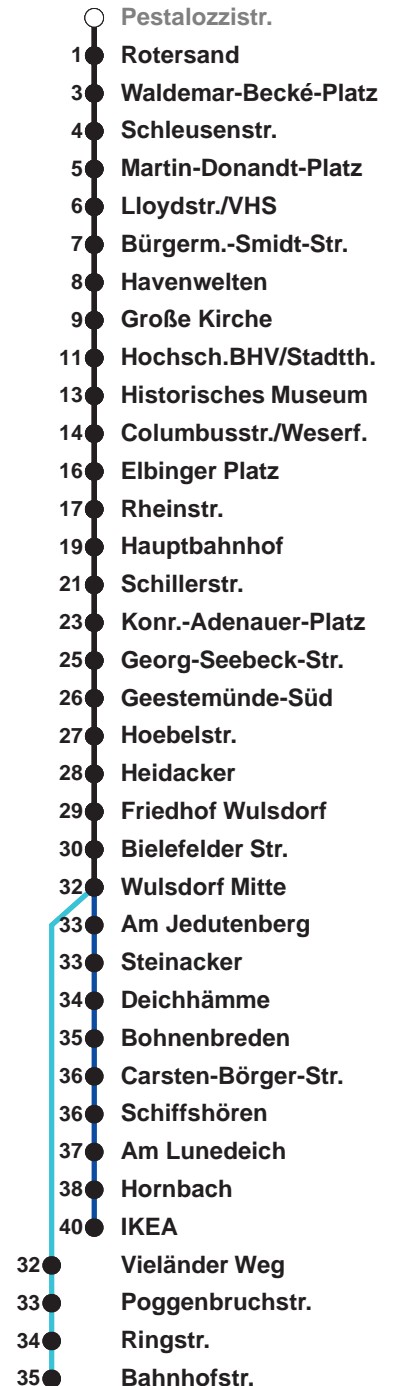 Pestalozzistr.
1 Rotersand
3 Waldemar-Becké-Platz
4 Schleusenstr.
5 Martin-Donandt-Platz
6 Lloydstr./VHS
7 Bürgerm.-Smidt-Str.
8 Havenwelten
9 Große Kirche
11 Hochsch.BHV/Stadtth.
13 Historisches Museum
14 Columbusstr./Weserf.
16 Elbinger Platz
17 Rheinstr.
19 Hauptbahnhof
21 Schillerstr.
23 Konr.-Adenauer-Platz
25 Georg-Seebeck-Str.
26 Geestemünde-Süd
27 Hoebelstr.
28 Heidacker
29 Friedhof Wulsdorf
30 Bielefelder Str.
32 Wulsdorf Mitte
33 Am Jedutenberg
33 Steinacker
34 Deichhämme
35 Bohnenbreden
36 Carsten-Börger-Str.
36 Schiffshören
37 Am Lunedeich
38 Hornbach
40 IKEA
32 Vieländer Weg
33 Poggenbruchstr.
34 Ringstr.
35 Bahnhofstr.